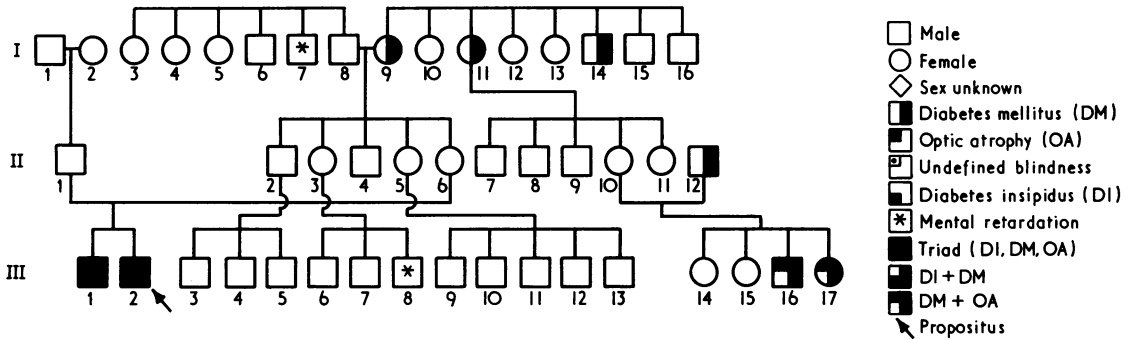 I
*
1 2 3 4 5 6 7 8 9 10 11 12 13 14 15 16
II
1 2 3 4 5 6 7 8 9 10 11 12
III
*
1 2 3 4 5 6 7 8 9 10 11 12 13 14 15 16 17
Male
Female
Sex unknown
Diabetes mellitus (DM)
Optic atrophy (OA)
Undefined blindness
Diabetes insipidus (DI)
* Mental retardation
Triad (DI, DM, OA)
DI + DM
DM + OA
Propositus